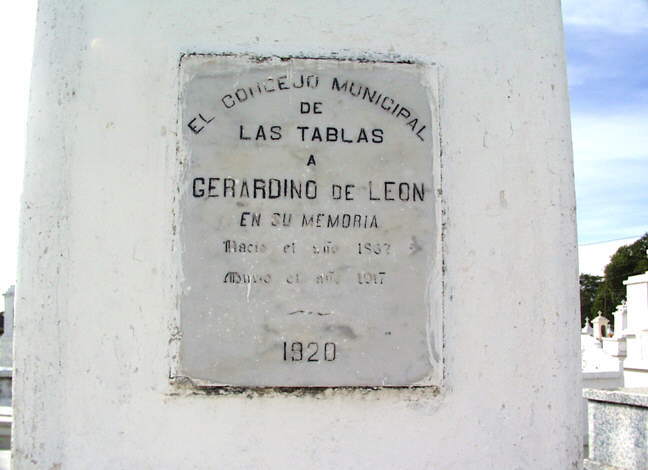 EL CONCEJO MUNICIPAL
DE
LAS TABLAS
A
GERARDINO DE LEON
EN SU MEMORIA
Nacio el año 1867
Murio el año 1917
1920